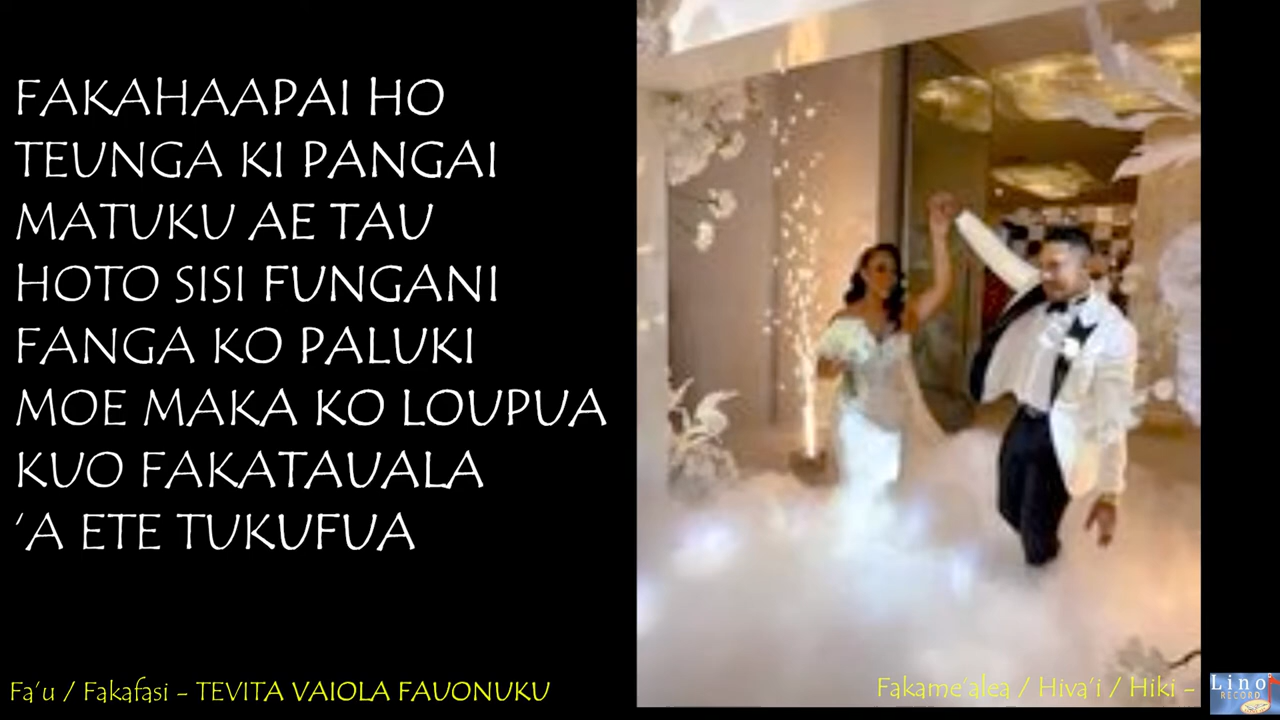 FAKAHAAPAI HO
TEUNGA KI PANGAI
MATUKU AE TAU
HOTO SISI FUNGANI
FANGA KO PALUKI
MOE MAKA KO LOUPUA
KUO FAKATAUALA
‘A ETE TUKUFUA
Fa'u / Fakafasi - TEVITA VAIOLA FAUONUKU
Fakame'alea / Hiva'i / Hiki -
Lino
RECORD